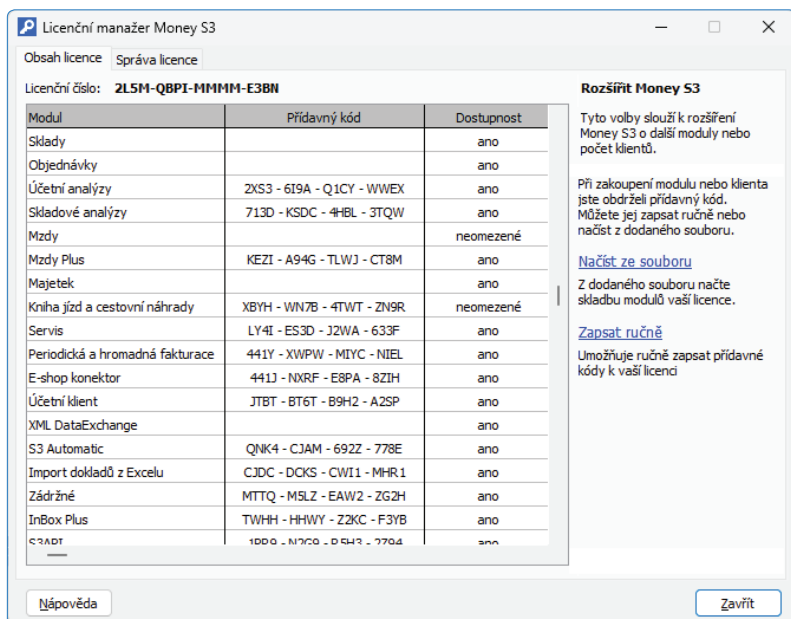 Licenční manažer Money S3
Obsah licence Správa licence
Licenční číslo: 2L5M-QBPI-MMMM-E3BN
Modul Přídavný kód Dostupnost
Sklady ano
Objednávky ano
Účetní analýzy 2XS3 - 6I9A - Q1CY - WWEX ano
Skladové analýzy 713D - KSDC - 4HBL - 3TQW ano
Mzdy neomezené
Mzdy Plus KEZI - A94G - TLWJ - CT8M ano
Majetek ano
Kniha jízd a cestovní náhrady XBYH - WN7B - 4TWT - ZN9R neomezené
Servis LY4I - ES3D - J2WA - 633F ano
Periodická a hromadná fakturace 441Y - XWPW - MIYC - NIEL ano
E-shop konektor 441J - NXRF - E8PA - 8ZIH ano
Účetní klient JTBT - BT6T - B9H2 - A2SP ano
XML DataExchange ano
S3 Automatic QNK4 - CJAM - 692Z - 778E ano
Import dokladů z Excelu CJDC - DCKS - CWI1 - MHR1 ano
Zádržné MTTQ - M5LZ - EAW2 - ZG2H ano
InBox Plus TWHH - HHWY - Z2KC - F3YB ano
S3API ano
Rozšířit Money S3
Tyto volby slouží k rozšíření
Money S3 o další moduly nebo
počet klientů.
Při zakoupení modulu nebo klienta
jste obdrželi přídavný kód.
Můžete jej zapsat ručně nebo
načíst z dodaného souboru.
Načíst ze souboru
Z dodaného souboru načte
skladbu modulů vaší licence.
Zapsat ručně
Umožňuje ručně zapsat přídavné
kódy k vaší licenci
Nápověda Zavřít